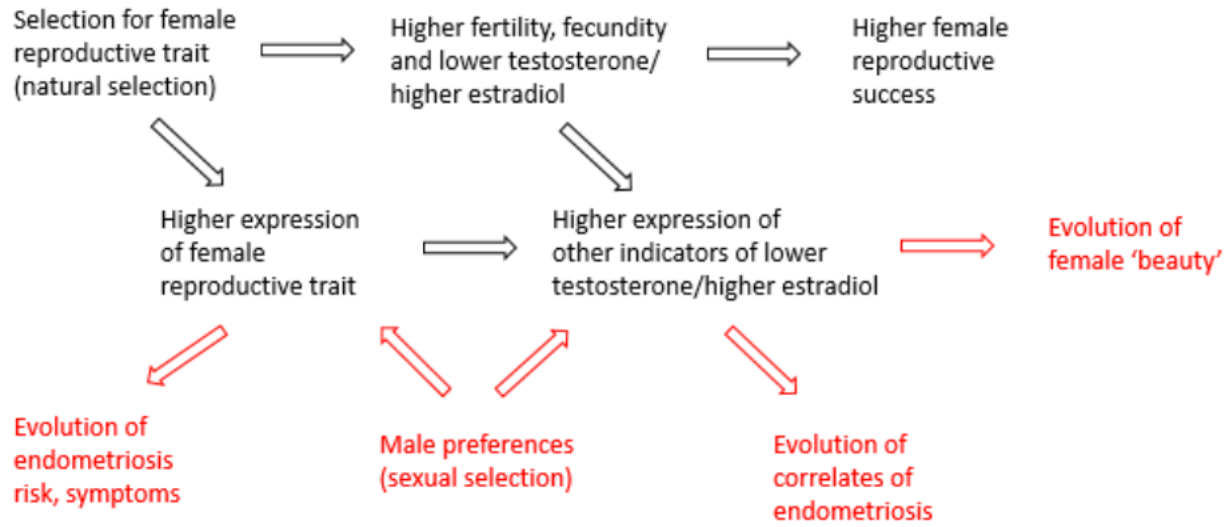 Selection for female
reproductive trait
(natural selection)
Higher fertility, fecundity
and lower testosterone/
higher estradiol
Higher female
reproductive
success
Higher expression
of female
reproductive trait
Higher expression of
other indicators of lower
testosterone/higher estradiol
Evolution of
female ‘beauty’
Evolution of
endometriosis
risk, symptoms
Male preferences
(sexual selection)
Evolution of
correlates of
endometriosis